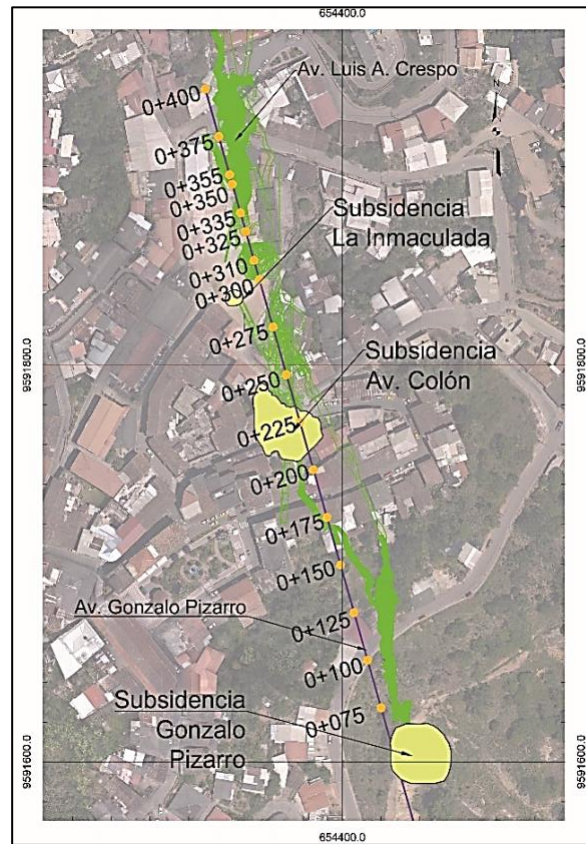 654400.0
Av. Luis A. Crespo
N
0+400
0+375
0+355
0+350
0+335
0+325
0+310
0+300
Subsidencia
La Inmaculada
0+275
9591800.0
9591800.0
0+250
Subsidencia
Av. Colón
0+225
0+200
0+175
0+150
Av. Gonzalo Pizarro
0+125
0+100
0+075
Subsidencia
Gonzalo
Pizarro
9591600.0
9591600.0
654400.0